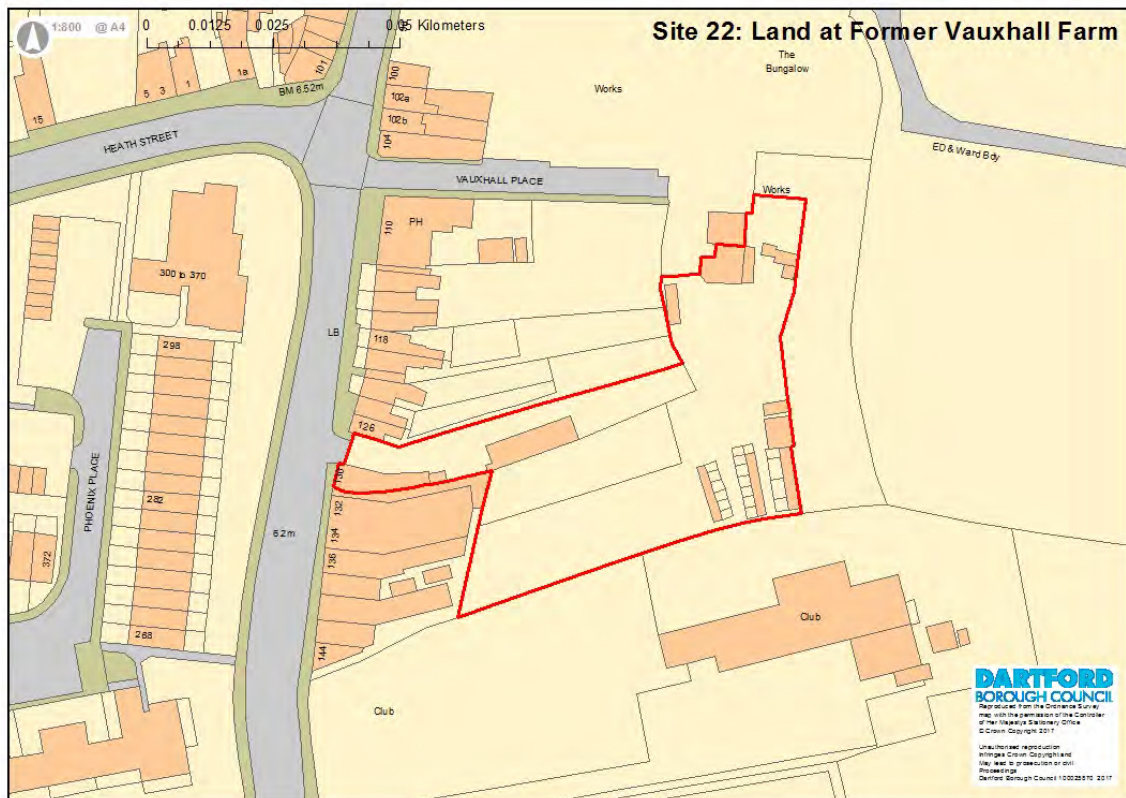 1:800 @ A4
0 0.0125 0.025 0.05 Kilometers
Site 22: Land at Former Vauxhall Farm
The
Bungalow
Works
5 3 1 1a 101
BM 6.52m
15
HEATH STREET
100
102a
102b
104
VAUXHALL PLACE
ED & Ward Bdy
Works
PH
110
300 to 370
LB
118
298
126
130
132
134
136
144
PHOENIX PLACE
282
62m
372
268
Club
Club
DARTFORD
BOROUGH COUNCIL
Reproduced from the Ordnance Survey
map with the permission of the Controller
of Her Majestys Stationery Office
© Crown Copyright 2017
Unauthorised reproduction
infringes Crown Copyright and
May lead to prosecution or civil
Proceedings
Dartford Borough Council 100025870 2017